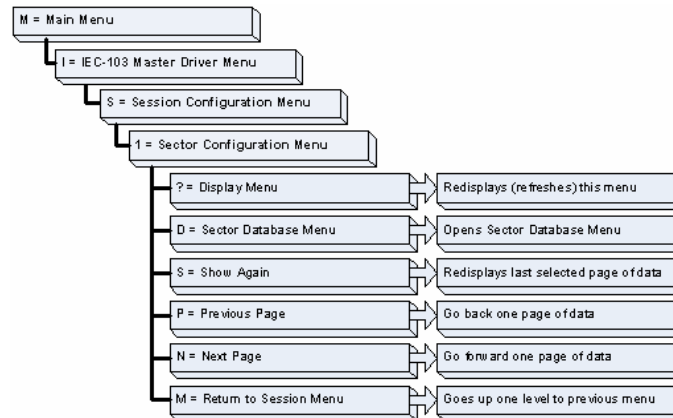 M = Main Menu
I = IEC-103 Master Driver Menu
S = Session Configuration Menu
1 = Sector Configuration Menu
? = Display Menu
Redisplays (refreshes) this menu
D = Sector Database Menu
Opens Sector Database Menu
S = Show Again
Redisplays last selected page of data
P = Previous Page
Go back one page of data
N = Next Page
Go forward one page of data
M = Return to Session Menu
Goes up one level to previous menu